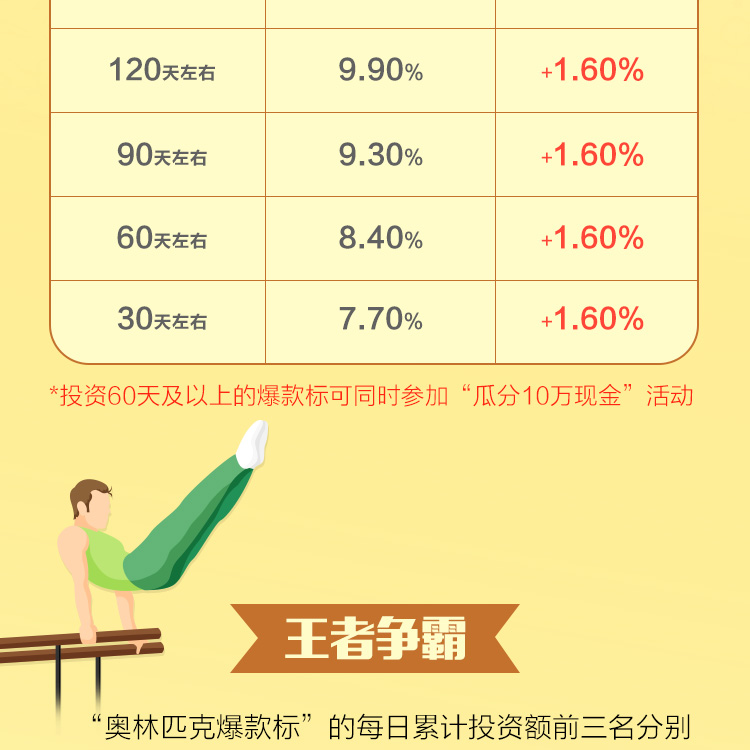 120天左右 9.90% +1.60%
90天左右 9.30% +1.60%
60天左右 8.40% +1.60%
30天左右 7.70% +1.60%
*投资60天及以上的爆款标可同时参加“瓜分10万现金”活动
王者争霸
“奥林匹克爆款标”的每日累计投资额前三名分别